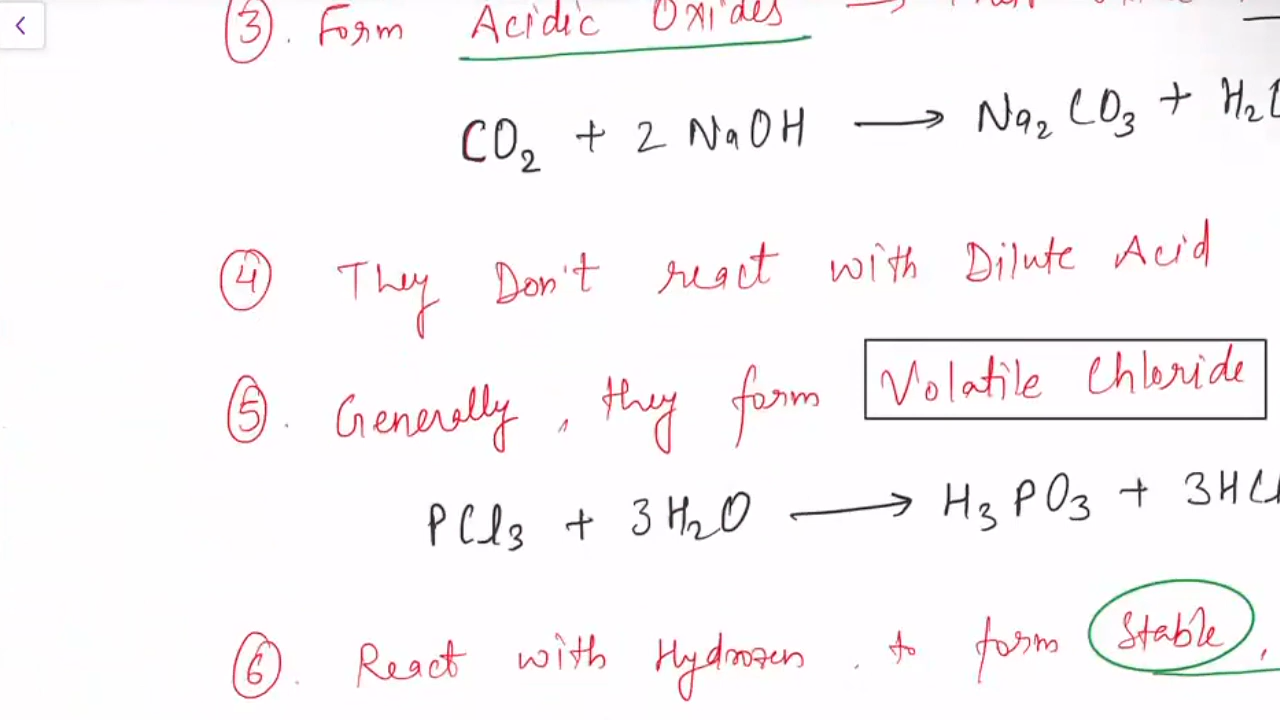 ③. Form Acidic Oxides →
CO₂ + 2 NaOH → Na₂CO₃ + H₂O
④ They Don't react with Dilute Acid
⑤. Generally, they form Volatile Chloride
PCl₃ + 3H₂O → H₃PO₃ + 3HCl
⑥. React with Hydrogen . to form Stable,